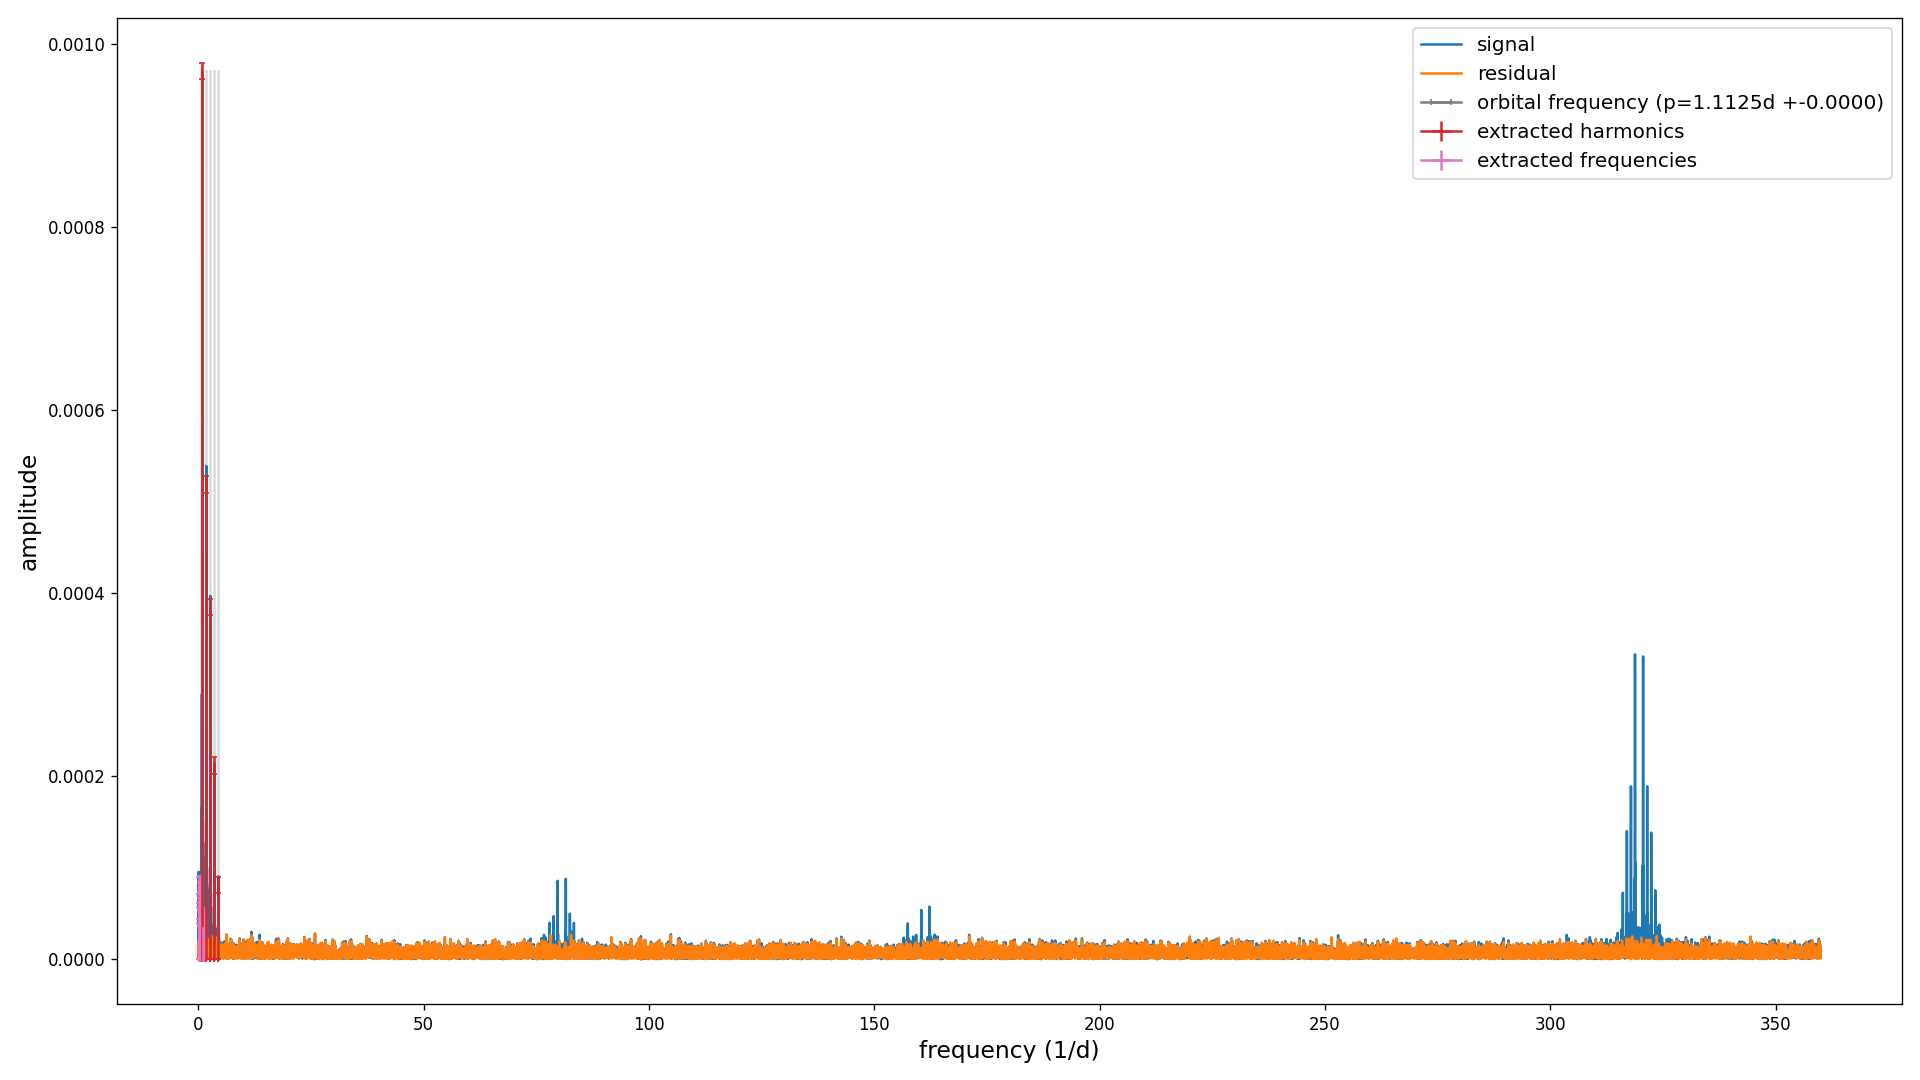 signal
residual
orbital frequency (p=1.1125d +-0.0000)
extracted harmonics
extracted frequencies
amplitude
0.0010
0.0008
0.0006
0.0004
0.0002
0.0000
0 50 100 150 200 250 300 350
frequency (1/d)